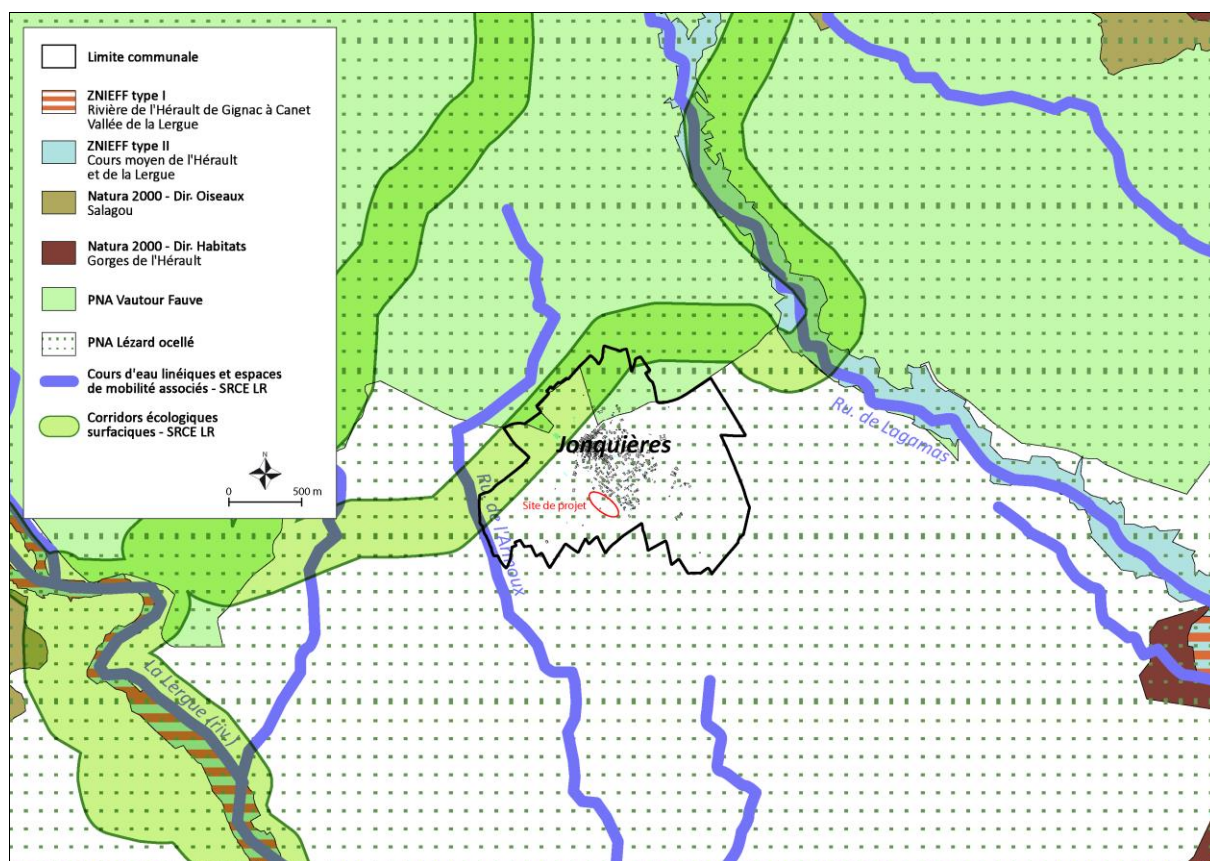 Limite communale
ZNIEFF type I
Rivière de l'Hérault de Gignac à Canet
Vallée de la Lergue
ZNIEFF type II
Cours moyen de l'Hérault
et de la Lergue
Natura 2000 - Dir. Oiseaux
Salagou
Natura 2000 - Dir. Habitats
Gorges de l'Hérault
PNA Vautour Fauve
PNA Lézard ocellé
Cours d'eau linéiques et espaces
de mobilité associés - SRCE LR
Corridors écologiques
surfaciques - SRCE LR
N
0 500 m
Jonquières
Site de projet
Ru. de Lagamas
Ru. de l'Arnoux
La Lergue (riv.)